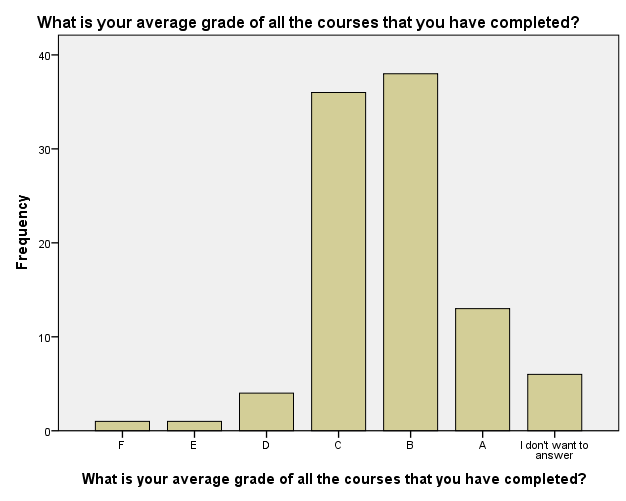 What is your average grade of all the courses that you have completed?
Frequency
40
30
20
10
0
F E D C B A I don't want to
answer
What is your average grade of all the courses that you have completed?